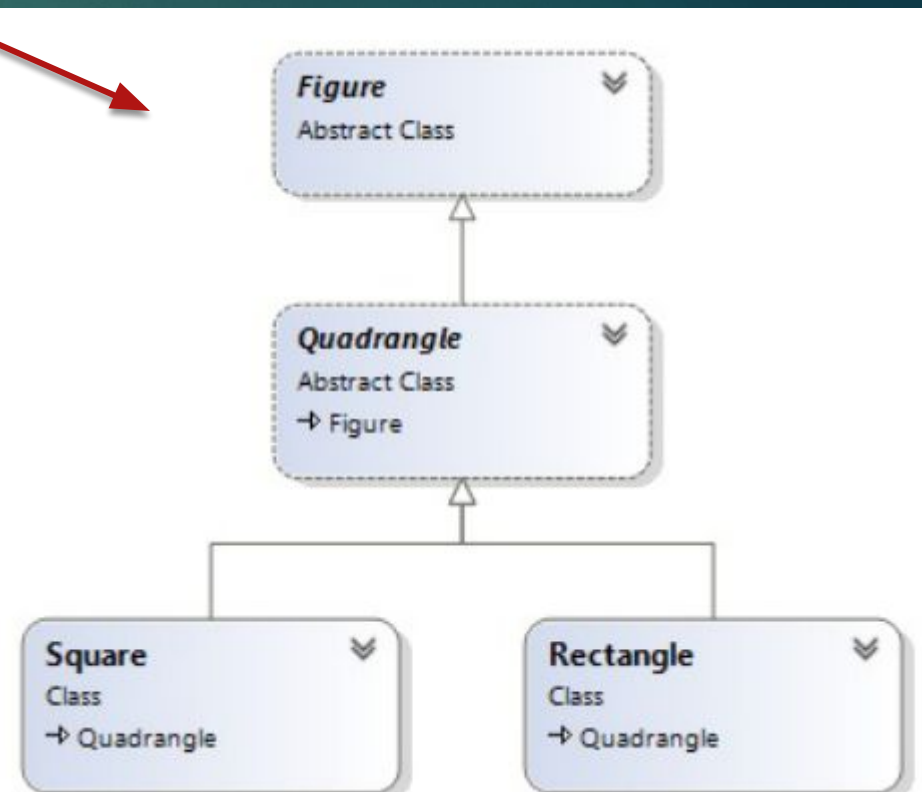 Figure
Abstract Class
Quadrangle
Abstract Class
Figure
Square
Class
Quadrangle
Rectangle
Class
Quadrangle